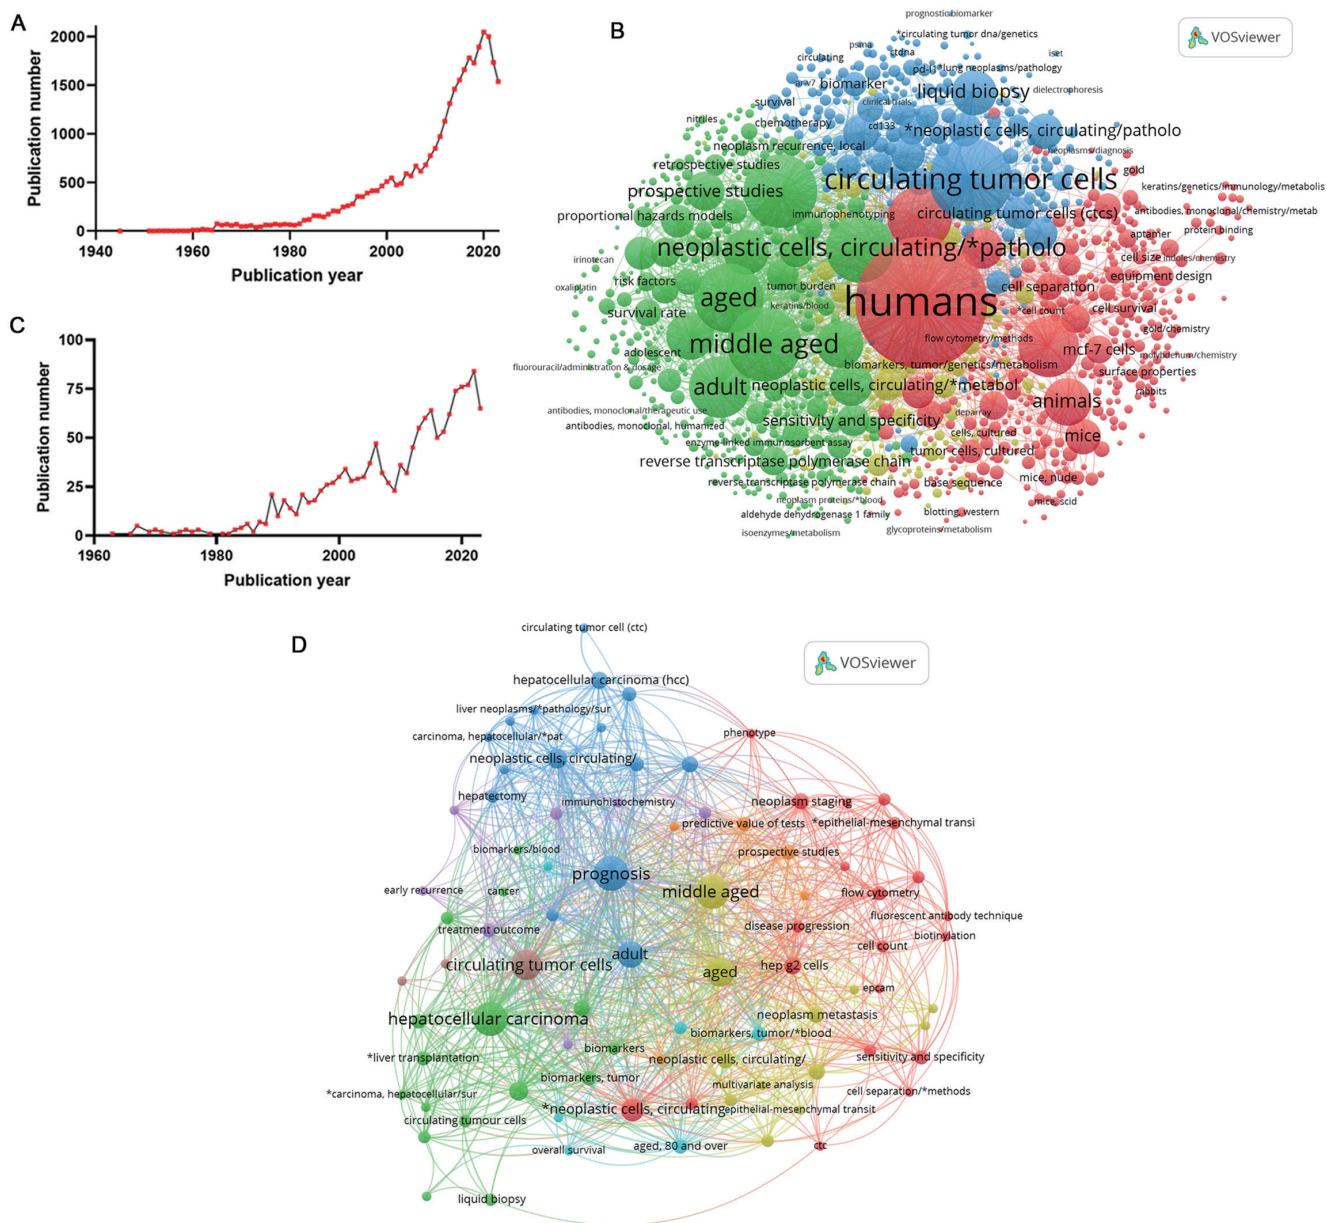 A
2000
1500
1000
500
0
Publication number
1940
1960
1980
2000
2020
Publication year
B
VOSviewer
prognostic biomarker
*circulating tumor dna/genetics
psma
ctdna
iset
circulating
pd-l1
*lung neoplasms/pathology
ar-v7
biomarker
liquid biopsy
dielectrophoresis
survival
clinical trials
nitriles
chemotherapy
cd133
*neoplastic cells, circulating/patholo
neoplasm recurrence, local
neoplasms/diagnosis
retrospective studies
gold
circulating tumor cells
prospective studies
keratins/genetics/immunology/metabolis
proportional hazards models
immunophenotyping
circulating tumor cells (ctcs)
antibodies, monoclonal/chemistry/metab
aptamer
protein binding
neoplastic cells, circulating/*patholo
irinotecan
cell size
indoles/chemistry
risk factors
equipment design
oxaliplatin
tumor burden
cell separation
aged
humans
keratins/blood
survival rate
*cell count
cell survival
gold/chemistry
flow cytometry/methods
middle aged
mcf-7 cells
adolescent
molybdenum/chemistry
fluorouracil/administration & dosage
biomarkers, tumor/genetics/metabolism
surface properties
adult
neoplastic cells, circulating/*metabol
rabbits
animals
antibodies, monoclonal/therapeutic use
deparray
antibodies, monoclonal, humanized
sensitivity and specificity
cells, cultured
mice
enzyme-linked immunosorbent assay
tumor cells, cultured
reverse transcriptase polymerase chain
reverse transcriptase polymerase chain
base sequence
mice, nude
neoplasm proteins/*blood
mice, scid
aldehyde dehydrogenase 1 family
blotting, western
isoenzymes/metabolism
glycoproteins/metabolism
C
100
75
50
25
0
Publication number
1960
1980
2000
2020
Publication year
D
VOSviewer
circulating tumor cell (ctc)
hepatocellular carcinoma (hcc)
liver neoplasms/*pathology/sur
carcinoma, hepatocellular/*pat
phenotype
neoplastic cells, circulating/
hepatectomy
immunohistochemistry
neoplasm staging
predictive value of tests
*epithelial-mesenchymal transi
biomarkers/blood
prospective studies
prognosis
early recurrence
cancer
middle aged
flow cytometry
treatment outcome
disease progression
fluorescent antibody technique
biotinylation
cell count
adult
circulating tumor cells
aged
hep g2 cells
epcam
hepatocellular carcinoma
neoplasm metastasis
biomarkers, tumor/*blood
*liver transplantation
biomarkers
neoplastic cells, circulating/
sensitivity and specificity
biomarkers, tumor
multivariate analysis
*carcinoma, hepatocellular/sur
cell separation/*methods
*neoplastic cells, circulating
epithelial-mesenchymal transit
circulating tumour cells
overall survival
aged, 80 and over
ctc
liquid biopsy